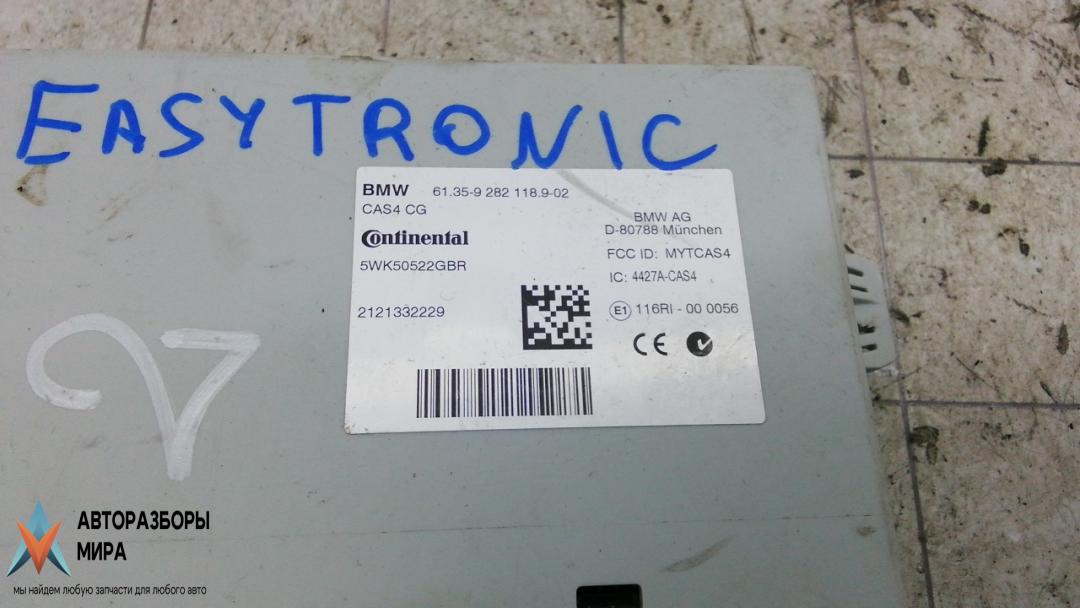 EASYTRONIC
BMW 61.35-9 282 118.9-02
CAS4 CG
Continental
5WK50522GBR
2121332229
BMW AG
D-80788 München
FCC ID: MYTCAS4
IC: 4427A-CAS4
E1 116RI - 00 0056
CE
АВТОРАЗБОРЫ
МИРА
мы найдем любую запчасти для любого авто